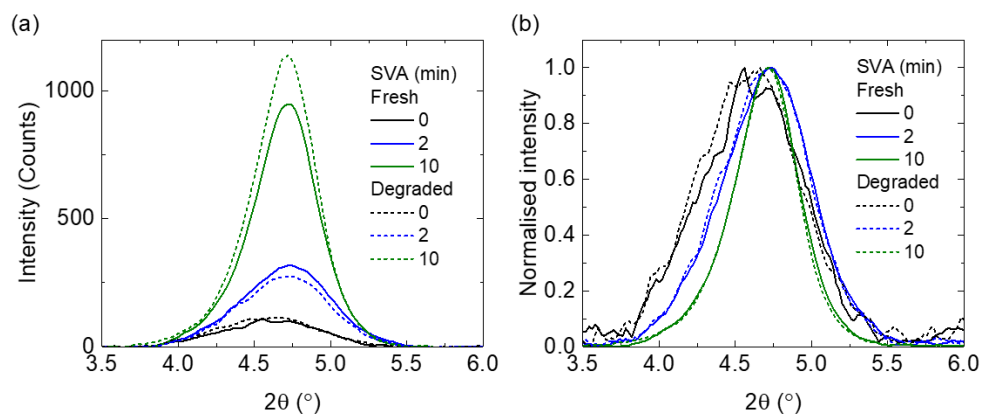 (a)
Intensity (Counts)
1000
500
0
3.5 4.0 4.5 5.0 5.5 6.0
2θ (°)
SVA (min)
Fresh
0
2
10
Degraded
0
2
10
(b)
Normalised intensity
1.0
0.8
0.6
0.4
0.2
0.0
3.5 4.0 4.5 5.0 5.5 6.0
2θ (°)
SVA (min)
Fresh
0
2
10
Degraded
0
2
10